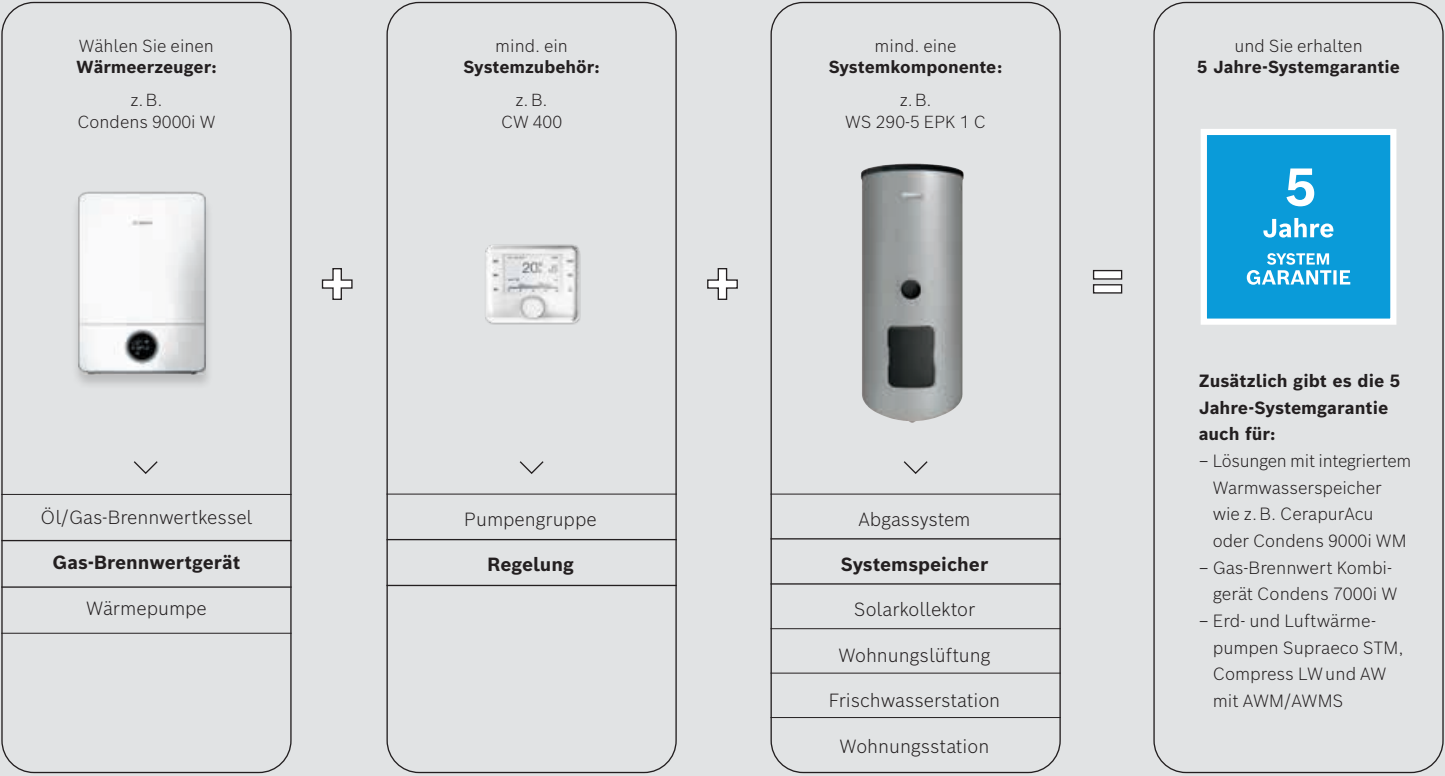 Wählen Sie einen
Wärmeerzeuger:
z. B.
Condens 9000i W
Öl/Gas-Brennwertkessel
Gas-Brennwertgerät
Wärmepumpe
mind. ein
Systemzubehör:
z. B.
CW 400
20
Pumpengruppe
Regelung
mind. eine
Systemkomponente:
z. B.
WS 290-5 EPK 1 C
Abgassystem
Systemspeicher
Solarkollektor
Wohnungslüftung
Frischwasserstation
Wohnungsstation
und Sie erhalten
5 Jahre-Systemgarantie
5
Jahre
SYSTEM
GARANTIE
Zusätzlich gibt es die 5
Jahre-Systemgarantie
auch für:
– Lösungen mit integriertem
Warmwasserspeicher
wie z. B. CerapurAcu
oder Condens 9000i WM
– Gas-Brennwert Kombi-
gerät Condens 7000i W
– Erd- und Luftwärme-
pumpen Supraeco STM,
Compress LW und AW
mit AWM/AWMS